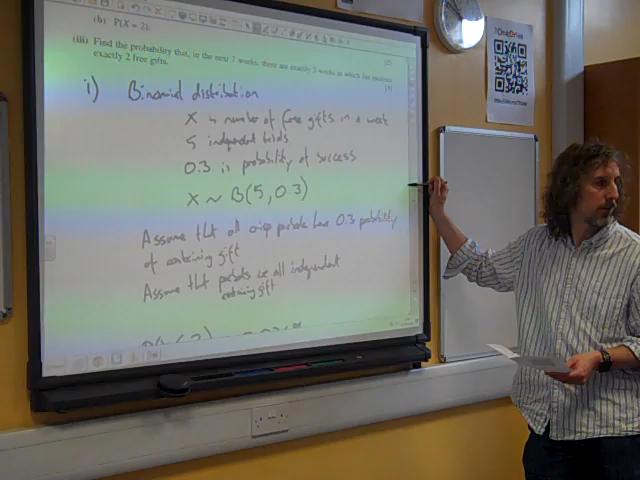 (b) P(X = 2).
[2]
(iii) Find the probability that, in the next 7 weeks, there are exactly 3 weeks in which he receives
exactly 2 free gifts.
[3]
i) Binomial distribution
X is number of free gifts in a week
5 independent trials
0.3 is probability of success
X ~ B(5, 0.3)
Assume that all crisp packets have 0.3 probability
of containing gift
Assume that packets are all independent
containing gift